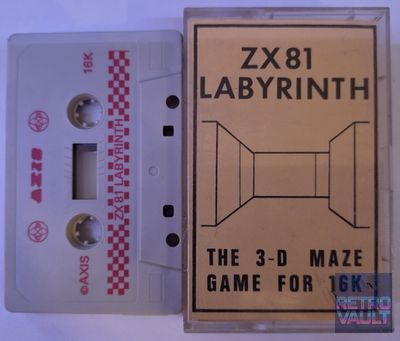 16K
AXIS
ZX81 LABYRINTH
©AXIS
ZX81
LABYRINTH
THE 3-D MAZE
GAME FOR 16K
RETRO
VAULT